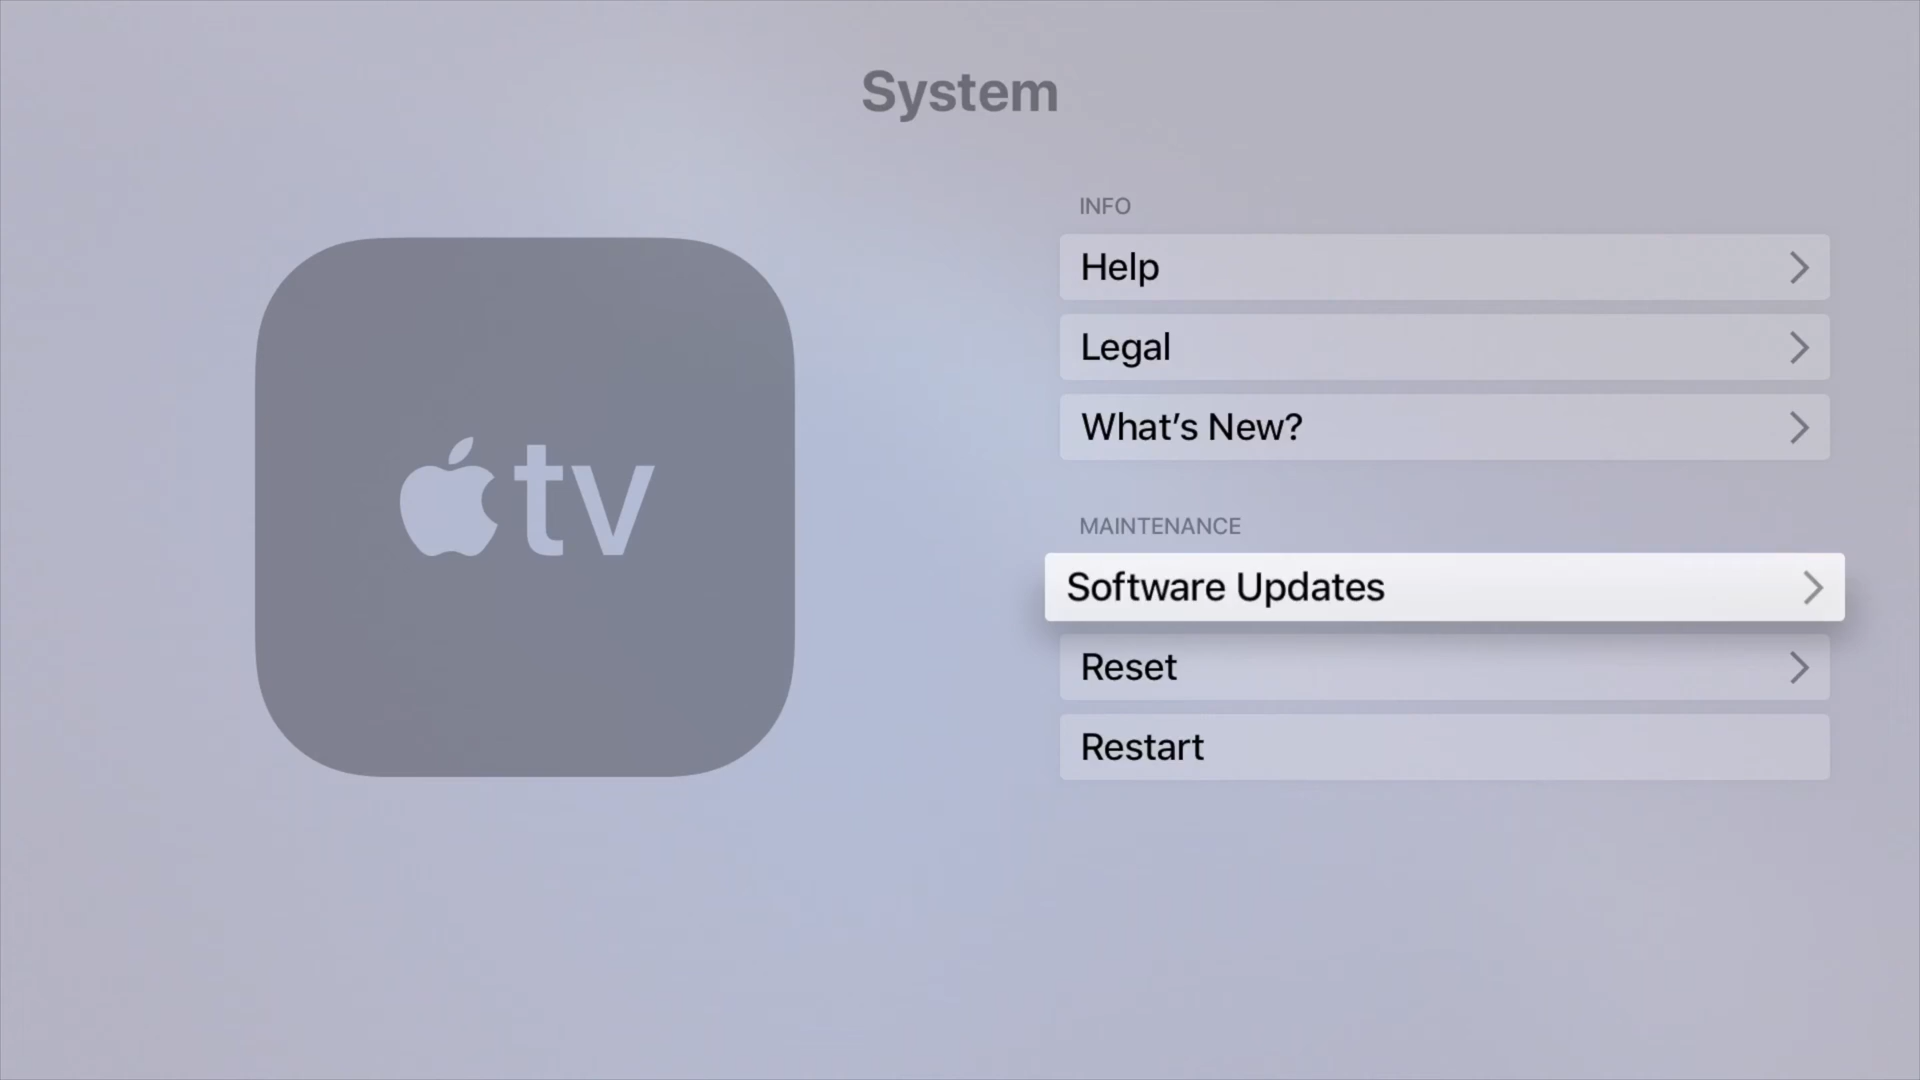 System
INFO
Help
Legal
What's New?
MAINTENANCE
Software Updates
Reset
Restart
tv